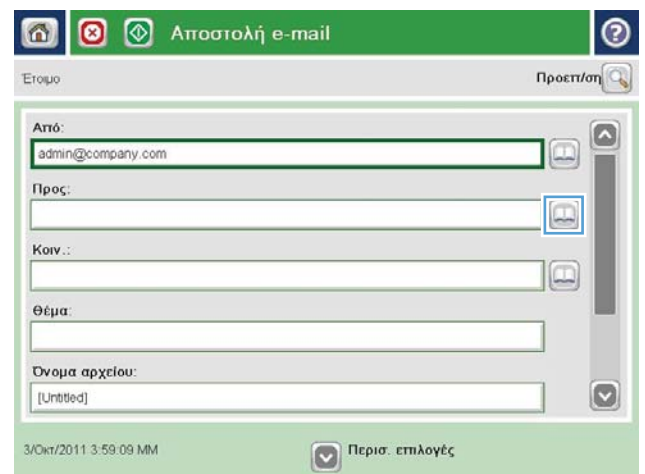 Αποστολή e-mail
Έτοιμο Προεπ/ση
Από:
admin@company.com
Προς:
Κοιν.:
Θέμα:
Όνομα αρχείου:
[Untitled]
3/Οκτ/2011 3:59:09 MM Περισ. επιλογές